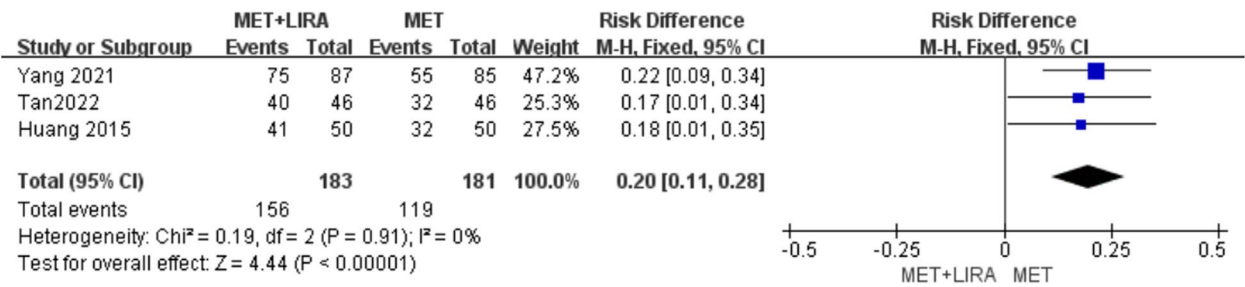 MET+LIRA MET Risk Difference Risk Difference
Study or Subgroup Events Total Events Total Weight M-H, Fixed, 95% CI M-H, Fixed, 95% CI
Yang 2021 75 87 55 85 47.2% 0.22 [0.09, 0.34]
Tan2022 40 46 32 46 25.3% 0.17 [0.01, 0.34]
Huang 2015 41 50 32 50 27.5% 0.18 [0.01, 0.35]
Total (95% CI) 183 181 100.0% 0.20 [0.11, 0.28]
Total events 156 119
Heterogeneity: Chi² = 0.19, df = 2 (P = 0.91); I² = 0%
Test for overall effect: Z = 4.44 (P < 0.00001)
-0.5 -0.25 0 0.25 0.5
MET+LIRA MET